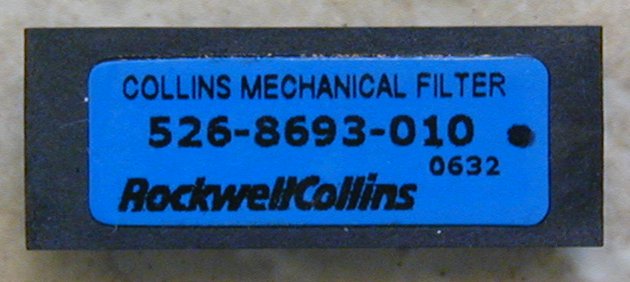 COLLINS MECHANICAL FILTER
526-8693-010
0632
RockwellCollins